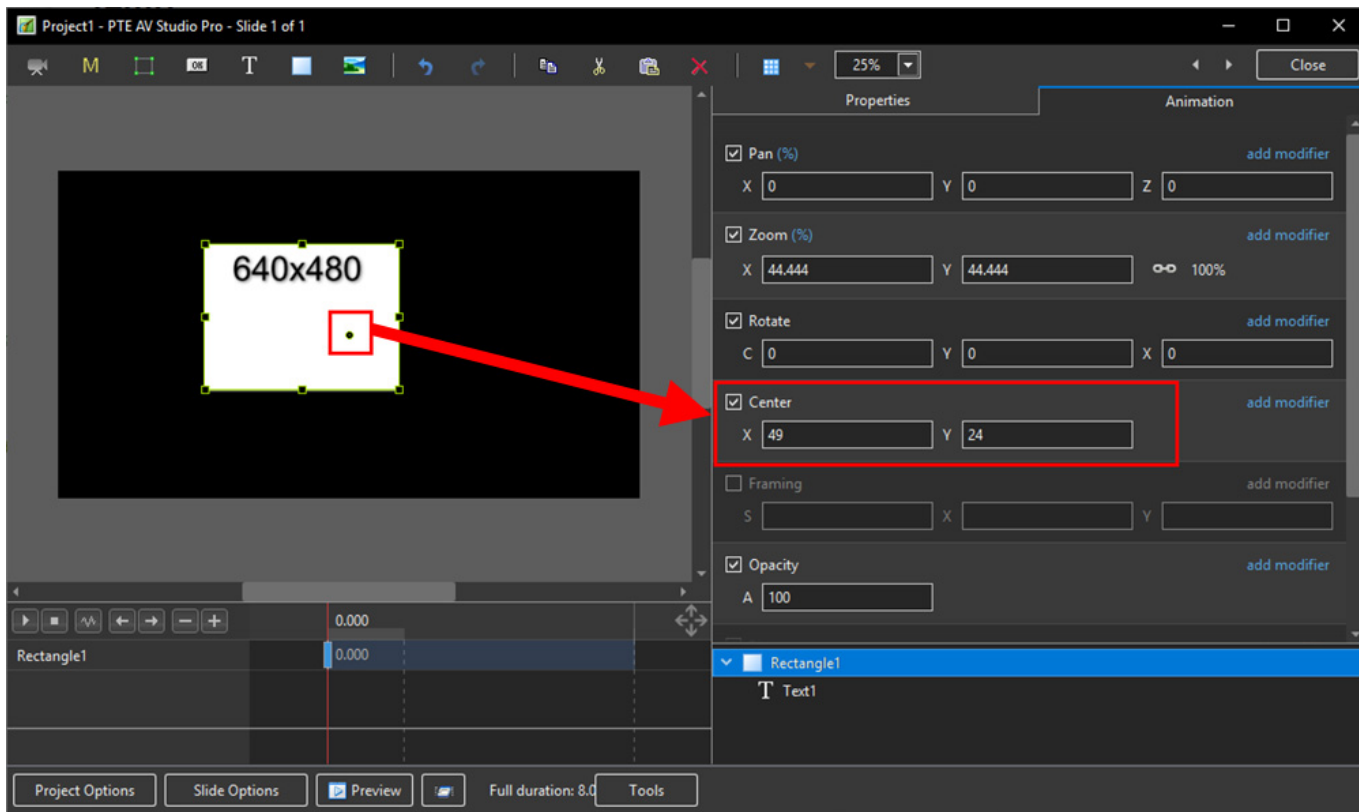 Project1 - PTE AV Studio Pro - Slide 1 of 1
M OK T 25% Close
Properties Animation
Pan (%) add modifier
X 0 Y 0 Z 0
Zoom (%) add modifier
X 44.444 Y 44.444 100%
Rotate add modifier
C 0 Y 0 X 0
Center add modifier
X 49 Y 24
Framing add modifier
S X Y
Opacity add modifier
A 100
640x480
0.000
Rectangle1 0.000
Rectangle1
T Text1
Project Options Slide Options Preview Full duration: 8.0 Tools